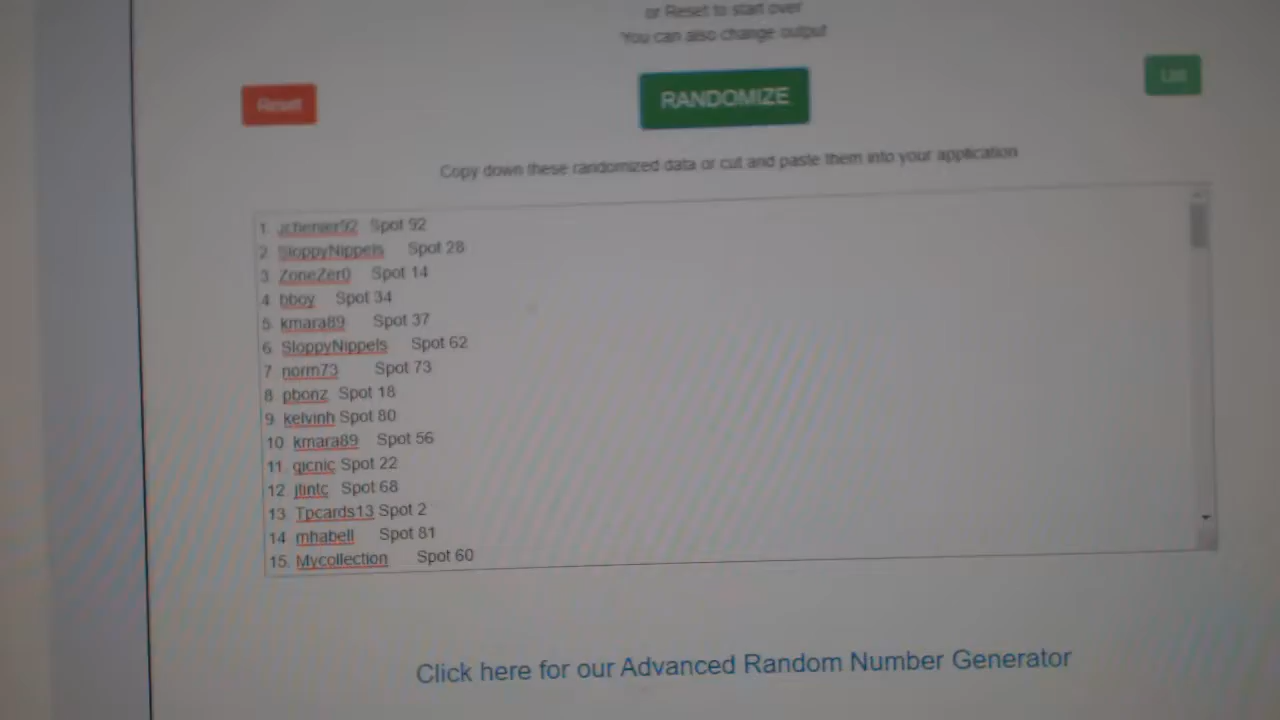 or Reset to start over
You can also change output
Reset
RANDOMIZE
List
Copy down these randomized data or cut and paste them into your application
1. jchenier92 Spot 92
2. SloppyNippels Spot 28
3. ZoneZer0 Spot 14
4. bboy Spot 34
5. kmara89 Spot 37
6. SloppyNippels Spot 62
7. norm73 Spot 73
8. pbonz Spot 18
9. kelvinh Spot 80
10. kmara89 Spot 56
11. Spot 22
12. Spot 68
13. Tpcards13 Spot 2
14. mhabell Spot 81
15. Mycollection Spot 60
Click here for our Advanced Random Number Generator